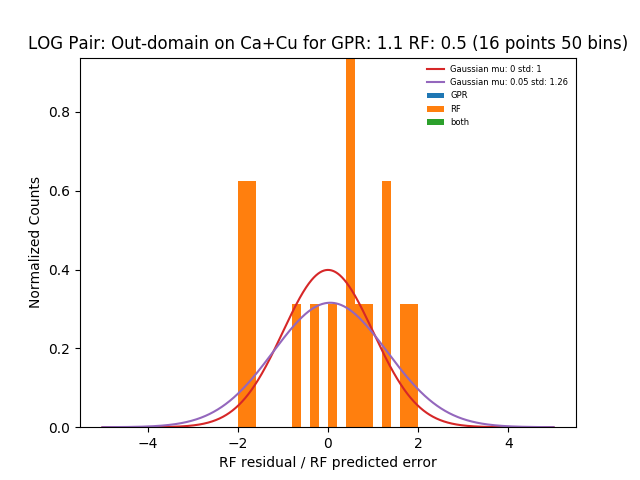 LOG Pair: Out-domain on Ca+Cu for GPR: 1.1 RF: 0.5 (16 points 50 bins)
Gaussian mu: 0 std: 1
Gaussian mu: 0.05 std: 1.26
GPR
RF
both
Normalized Counts
0.8
0.6
0.4
0.2
0.0
−4 −2 0 2 4
RF residual / RF predicted error